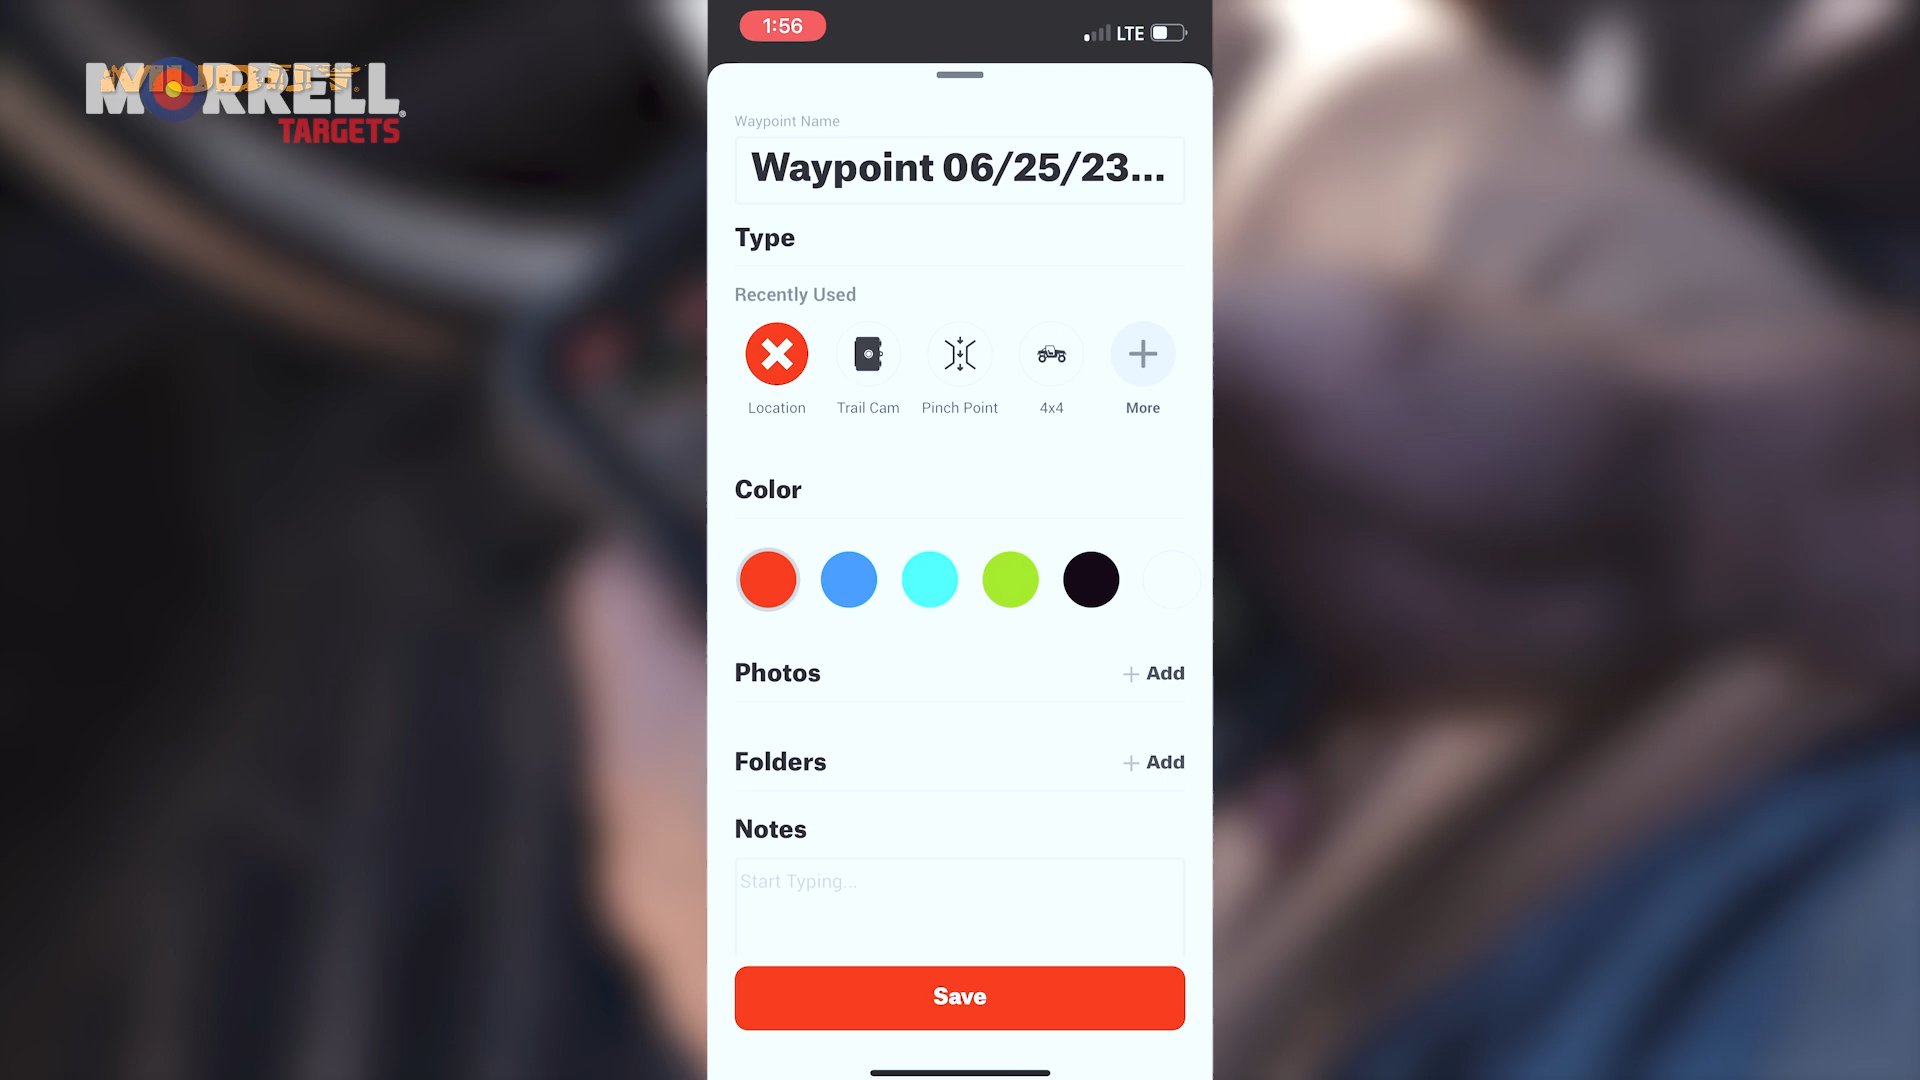 1:56
LTE
MORRELL
TARGETS
Waypoint Name
Waypoint 06/25/23...
Type
Recently Used
Location
Trail Cam
Pinch Point
4x4
More
Color
Photos
+ Add
Folders
+ Add
Notes
Start Typing...
Save